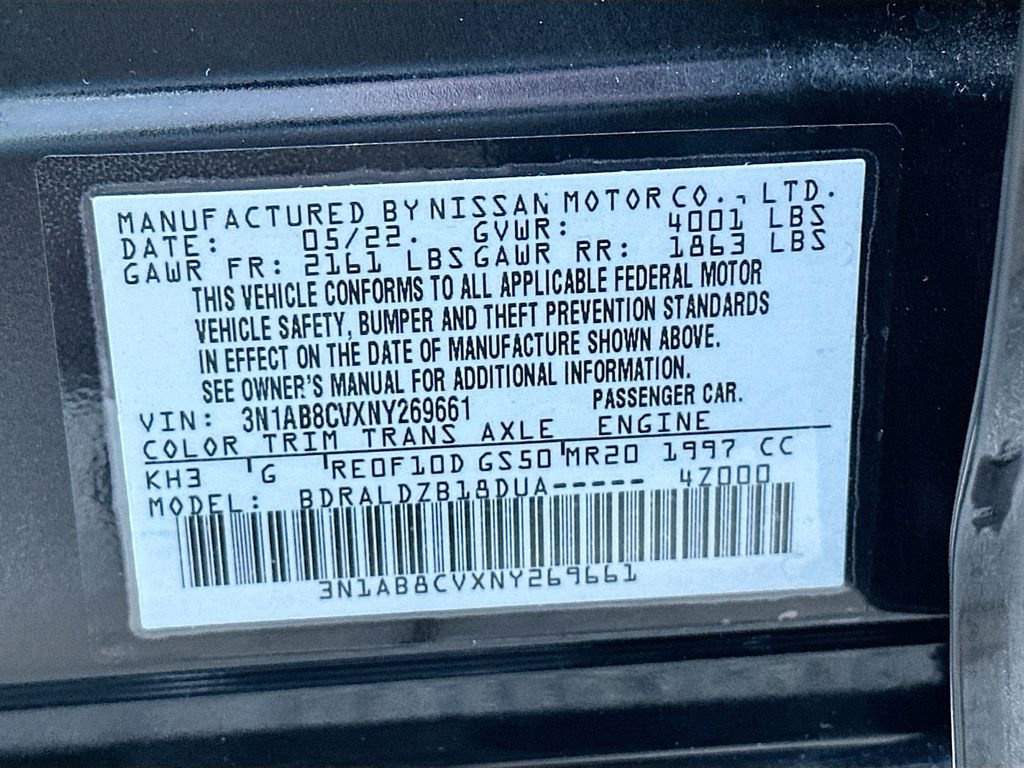 MANUFACTURED BY NISSAN MOTOR CO., LTD.
DATE: 05/22. GVWR: 4001 LBS
GAWR FR: 2161 LBS GAWR RR: 1863 LBS
THIS VEHICLE CONFORMS TO ALL APPLICABLE FEDERAL MOTOR
VEHICLE SAFETY, BUMPER AND THEFT PREVENTION STANDARDS
IN EFFECT ON THE DATE OF MANUFACTURE SHOWN ABOVE.
SEE OWNER'S MANUAL FOR ADDITIONAL INFORMATION.
VIN: 3N1AB8CVXNY269661 PASSENGER CAR.
COLOR TRIM TRANS AXLE ENGINE
KH3 G RE0F10D GS50 MR20 1997 CC
MODEL: BDRALDZB18DUA----- 4Z000
3N1AB8CVXNY269661